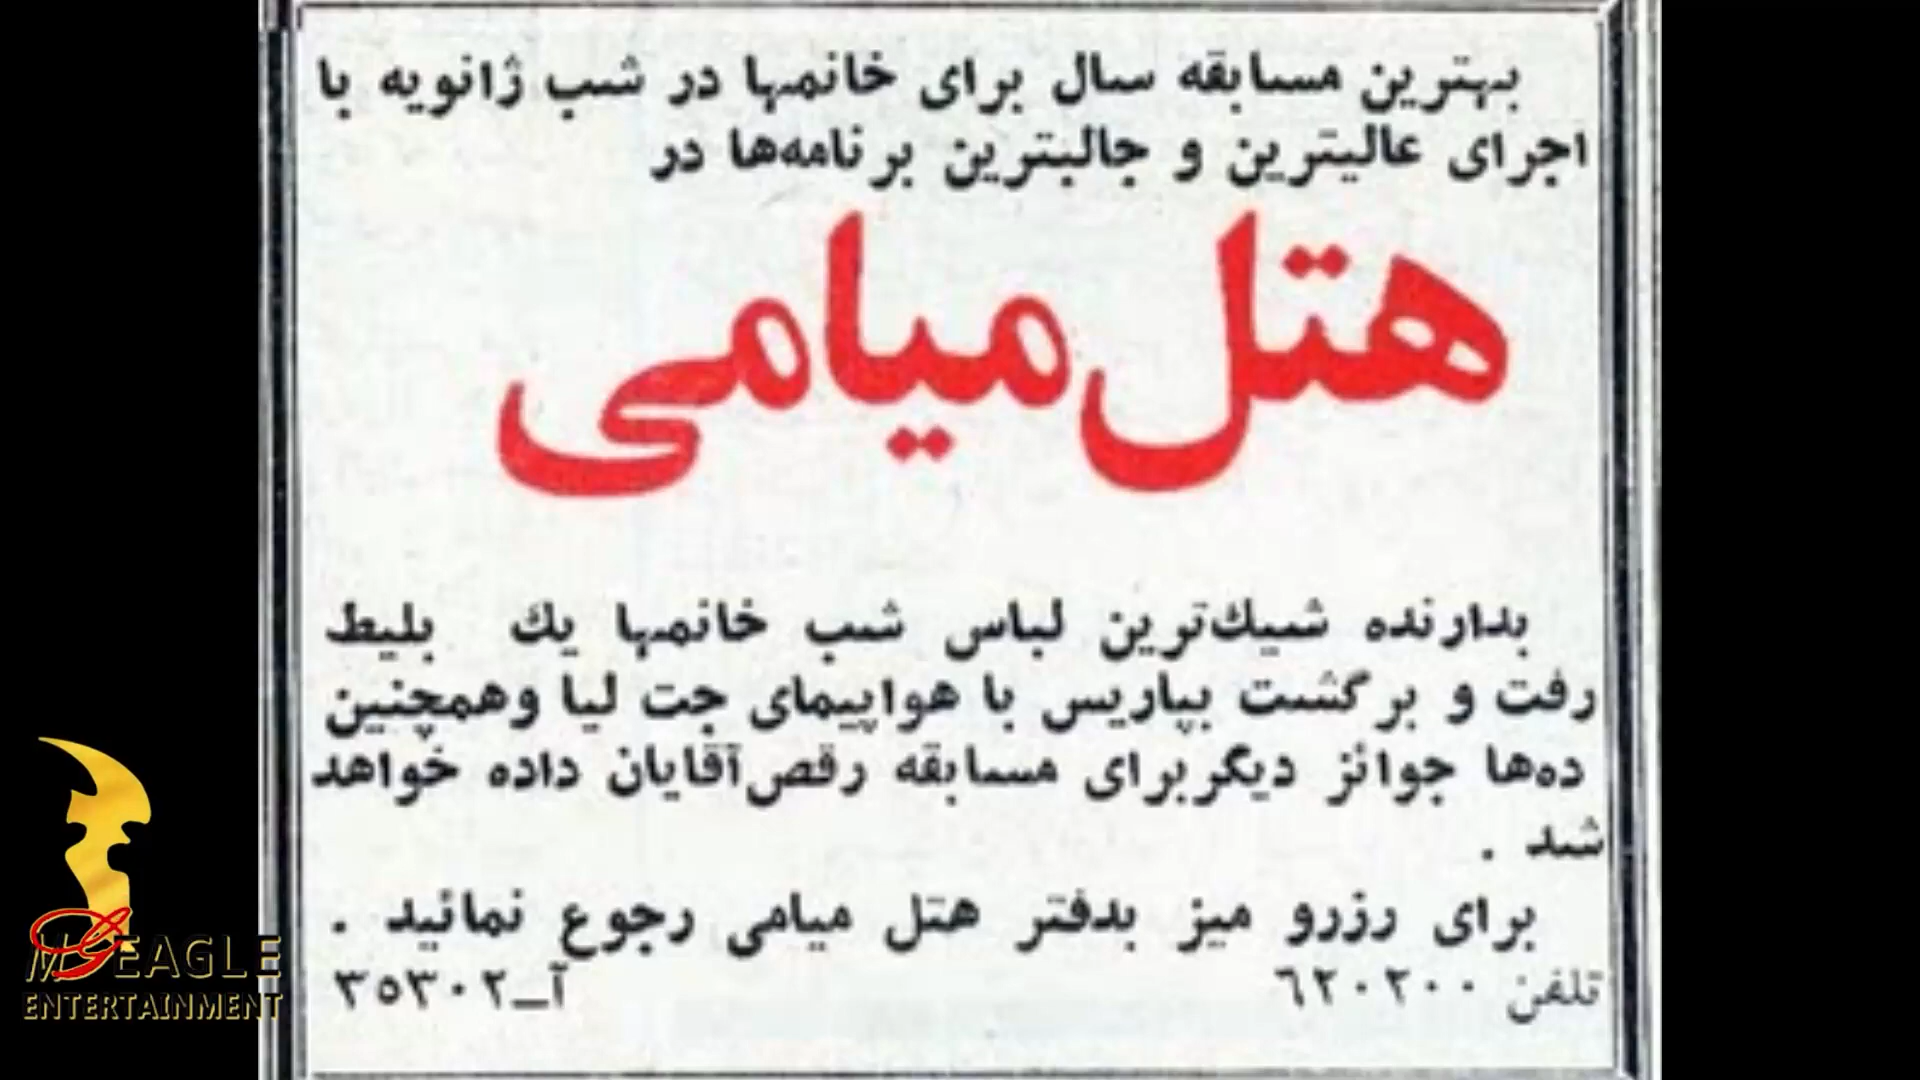 بهترین مسابقه سال برای خانمها در شب ژانویه با
اجرای عالیترین و جالبترین برنامه‌ها در
هتل میامی
بدارنده شیك‌ترین لباس شب خانمها یك بلیط
رفت و برگشت بپاریس با هواپیمای جت لیا وهمچنین
ده‌ها جوائز دیگربرای مسابقه رقص‌آقایان داده خواهد
شد .
برای رزرو میز بدفتر هتل میامی رجوع نمائید .
تلفن ۶۲۰۲۰۰ آ_۳۵۳۰۲
EAGLE
ENTERTAINMENT